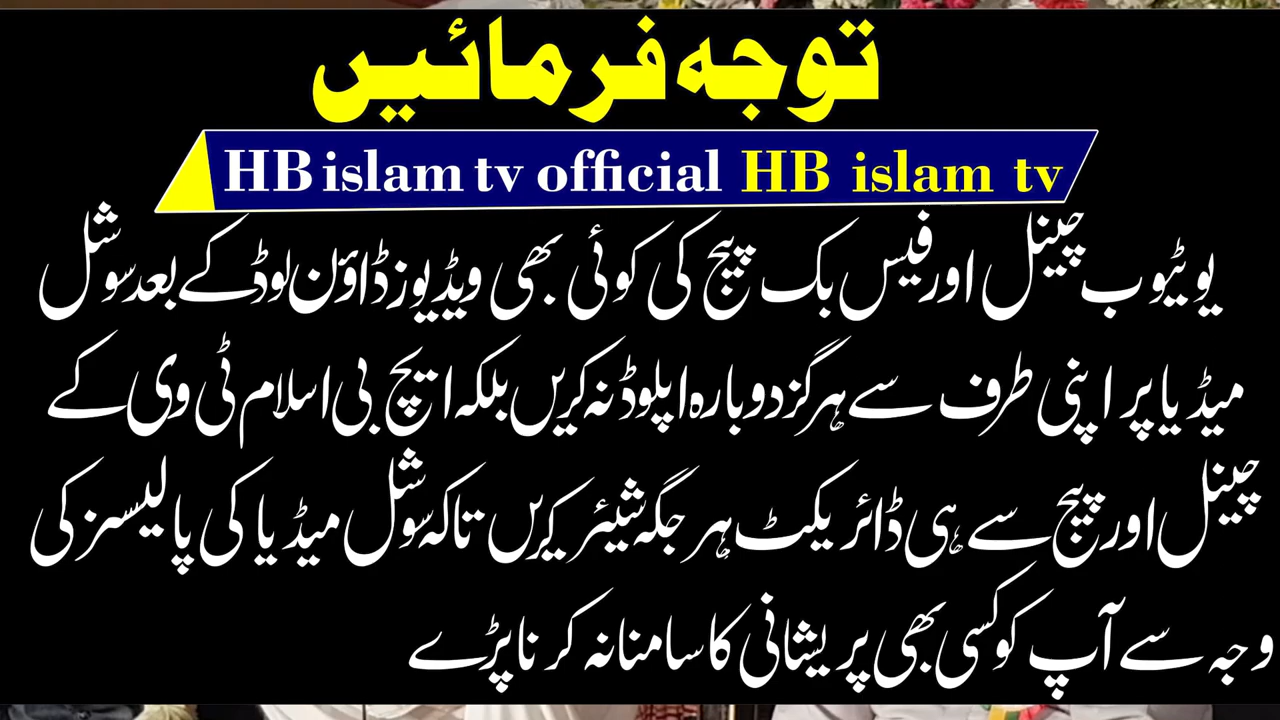 توجہ فرمائیں
HB islam tv official HB islam tv
یوٹیوب چینل اور فیس بک پیج کی کوئی بھی ویڈیوز ڈاؤن لوڈ کے بعد سوشل
میڈیا پر اپنی طرف سے ہرگز دوبارہ اپلوڈ نہ کریں بلکہ ایچ بی اسلام ٹی وی کے
چینل اور پیج سے ہی ڈائریکٹ ہر جگہ شیئر کریں تاکہ سوشل میڈیا کی پالیسز کی
وجہ سے آپ کو کسی بھی پریشانی کا سامنا نہ کرنا پڑے